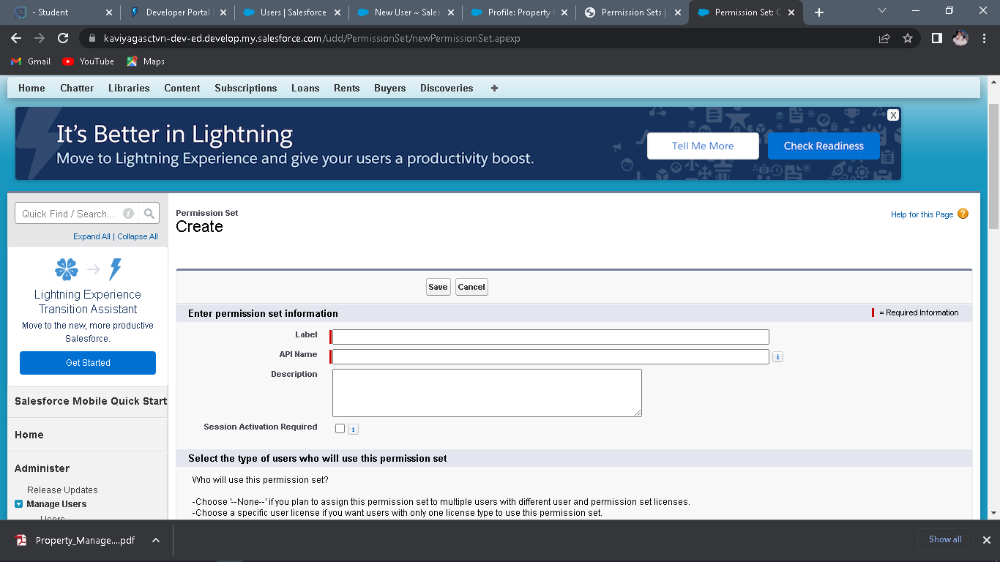 - Student
Developer Portal
Users | Salesforce
New User ~ Sales
Profile: Property
Permission Sets |
Permission Set: C
kaviyagasctvn-dev-ed.develop.my.salesforce.com/udd/PermissionSet/newPermissionSet.apexp
Gmail
YouTube
Maps
Home
Chatter
Libraries
Content
Subscriptions
Loans
Rents
Buyers
Discoveries
+
It's Better in Lightning
Move to Lightning Experience and give your users a productivity boost.
Tell Me More
Check Readiness
X
Quick Find / Search...
Expand All | Collapse All
Lightning Experience
Transition Assistant
Move to the new, more productive
Salesforce.
Get Started
Salesforce Mobile Quick Start
Home
Administer
Release Updates
Manage Users
Users
Permission Set
Create
Help for this Page ?
Save
Cancel
Enter permission set information
= Required Information
Label
API Name
i
Description
Session Activation Required
i
Select the type of users who will use this permission set
Who will use this permission set?
-Choose '--None--' if you plan to assign this permission set to multiple users with different user and permission set licenses.
-Choose a specific user license if you want users with only one license type to use this permission set.
Property_Manage....pdf
Show all